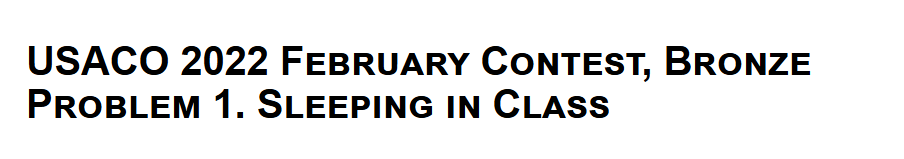 USACO 2022 February Contest, Bronze
Problem 1. Sleeping in Class